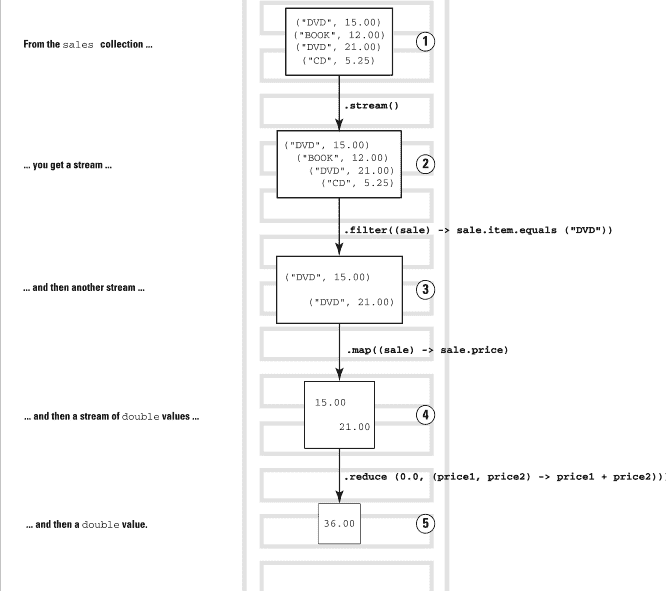 From the sales collection ...
("DVD", 15.00)
("BOOK", 12.00)
("DVD", 21.00)
("CD", 5.25)
1
.stream()
... you get a stream ...
("DVD", 15.00)
("BOOK", 12.00)
("DVD", 21.00)
("CD", 5.25)
2
.filter((sale) -> sale.item.equals ("DVD"))
... and then another stream ...
("DVD", 15.00)
("DVD", 21.00)
3
.map((sale) -> sale.price)
... and then a stream of double values ...
15.00
21.00
4
.reduce (0.0, (price1, price2) -> price1 + price2))
... and then a double value.
36.00
5